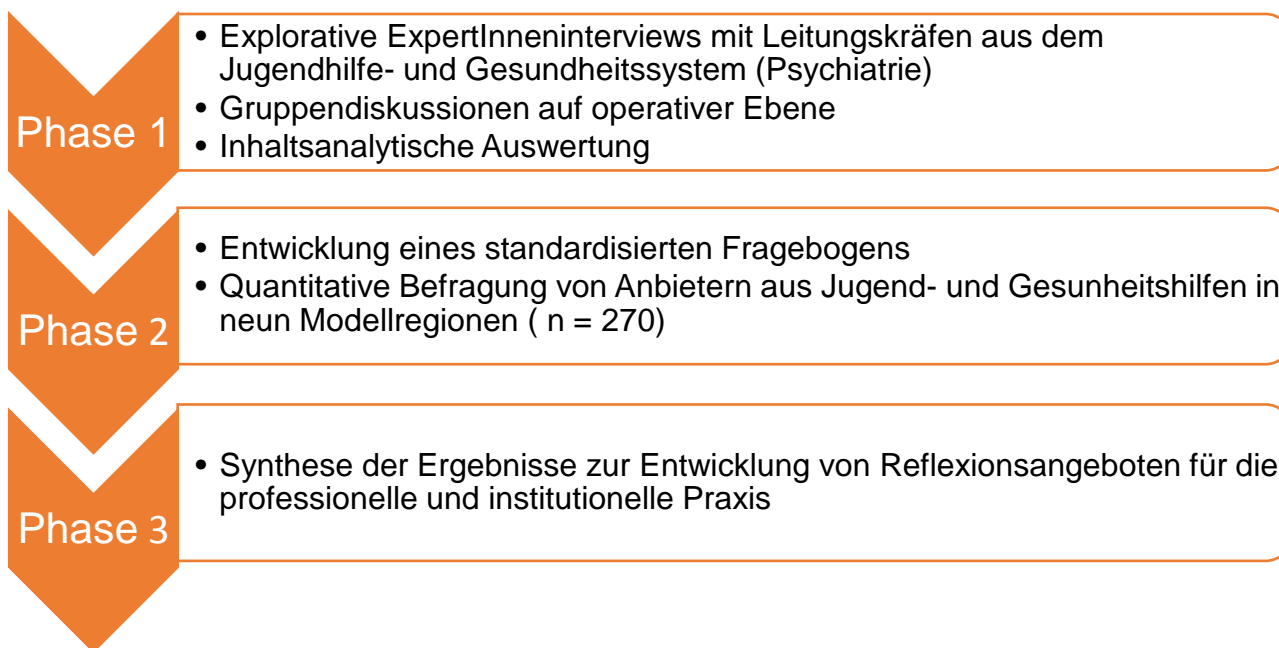 Phase 1
• Explorative ExpertInneninterviews mit Leitungskräfen aus dem
Jugendhilfe- und Gesundheitssystem (Psychiatrie)
• Gruppendiskussionen auf operativer Ebene
• Inhaltsanalytische Auswertung
Phase 2
• Entwicklung eines standardisierten Fragebogens
• Quantitative Befragung von Anbietern aus Jugend- und Gesunheitshilfen in
neun Modellregionen ( n = 270)
Phase 3
• Synthese der Ergebnisse zur Entwicklung von Reflexionsangeboten für die
professionelle und institutionelle Praxis